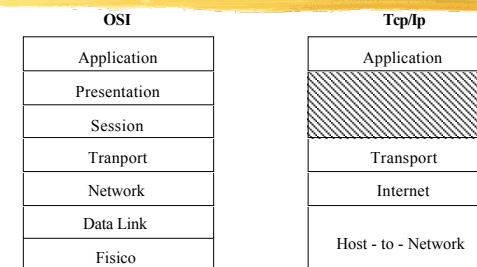 OSI
Application
Presentation
Session
Tranport
Network
Data Link
Fisico
Tcp/Ip
Application
Transport
Internet
Host - to - Network